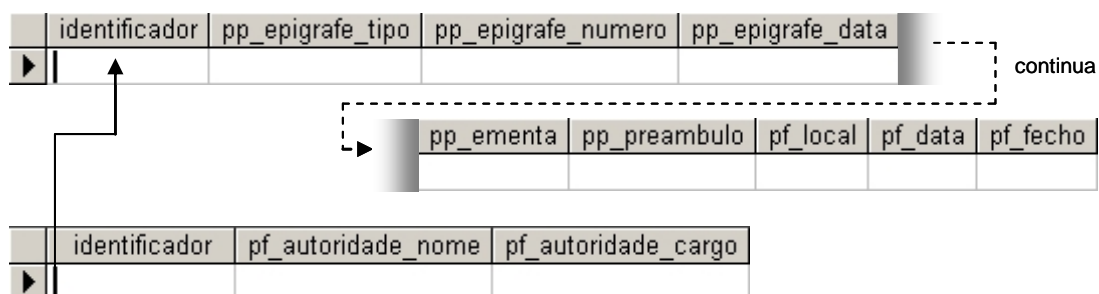 identificador pp_epigrafe_tipo pp_epigrafe_numero pp_epigrafe_data
continua
pp_ementa pp_preambulo pf_local pf_data pf_fecho
identificador pf_autoridade_nome pf_autoridade_cargo